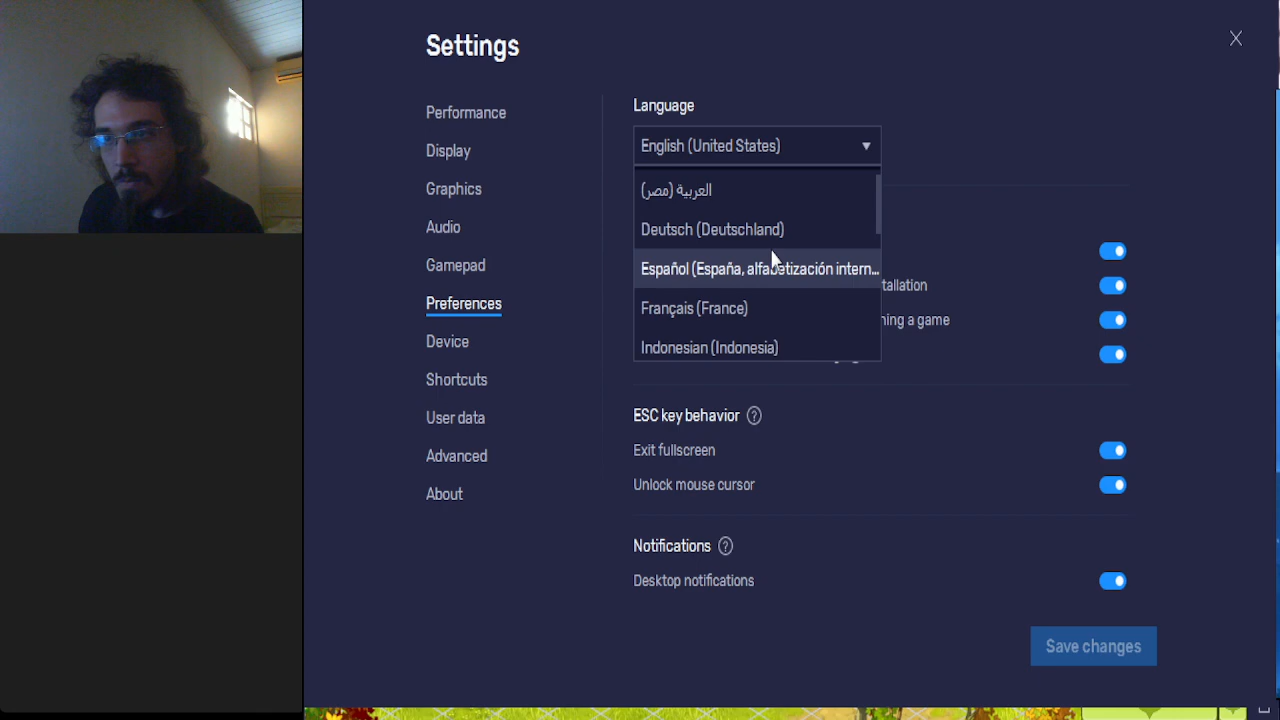 Settings
Performance
Display
Graphics
Audio
Gamepad
Preferences
Device
Shortcuts
User data
Advanced
About
Language
English (United States)
العربية (مصر)
Deutsch (Deutschland)
Español (España, alfabetización intern...
Français (France)
Indonesian (Indonesia)
tallation
ning a game
ESC key behavior ?
Exit fullscreen
Unlock mouse cursor
Notifications ?
Desktop notifications
Save changes